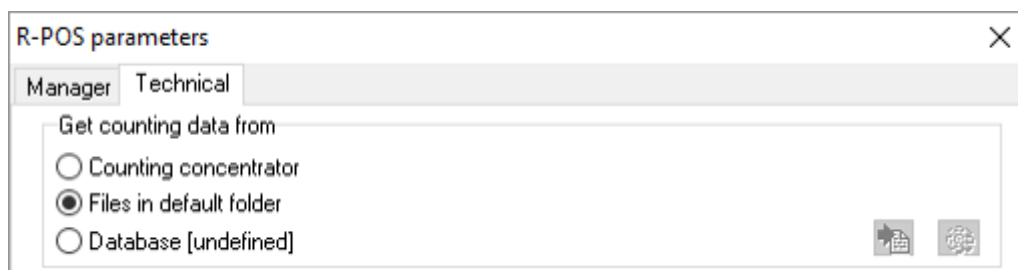 R-POS parameters
Manager Technical
Get counting data from
Counting concentrator
Files in default folder
Database [undefined]